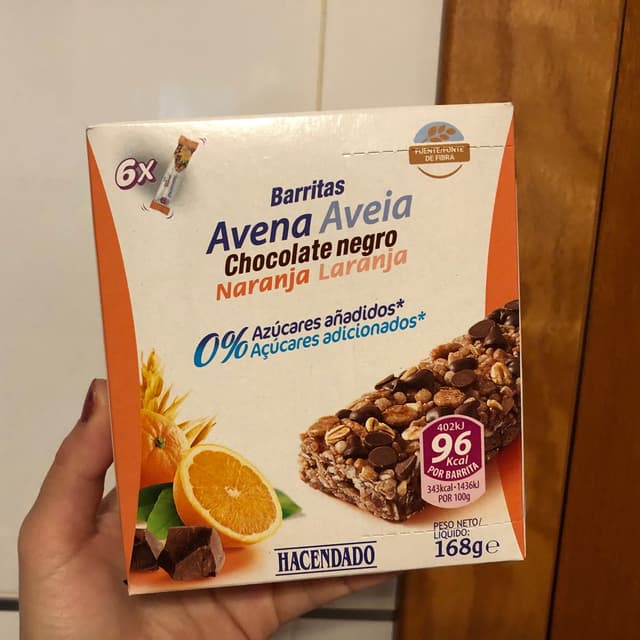 6x
FUENTE/FONTE
DE FIBRA
Barritas
Avena Aveia
Chocolate negro
Naranja Laranja
0% Azúcares añadidos*
Açúcares adicionados*
402kJ
96
Kcal
POR BARRITA
343kcal-1436kJ
POR 100g
PESO NETO/
LÍQUIDO:
168g e
HACENDADO